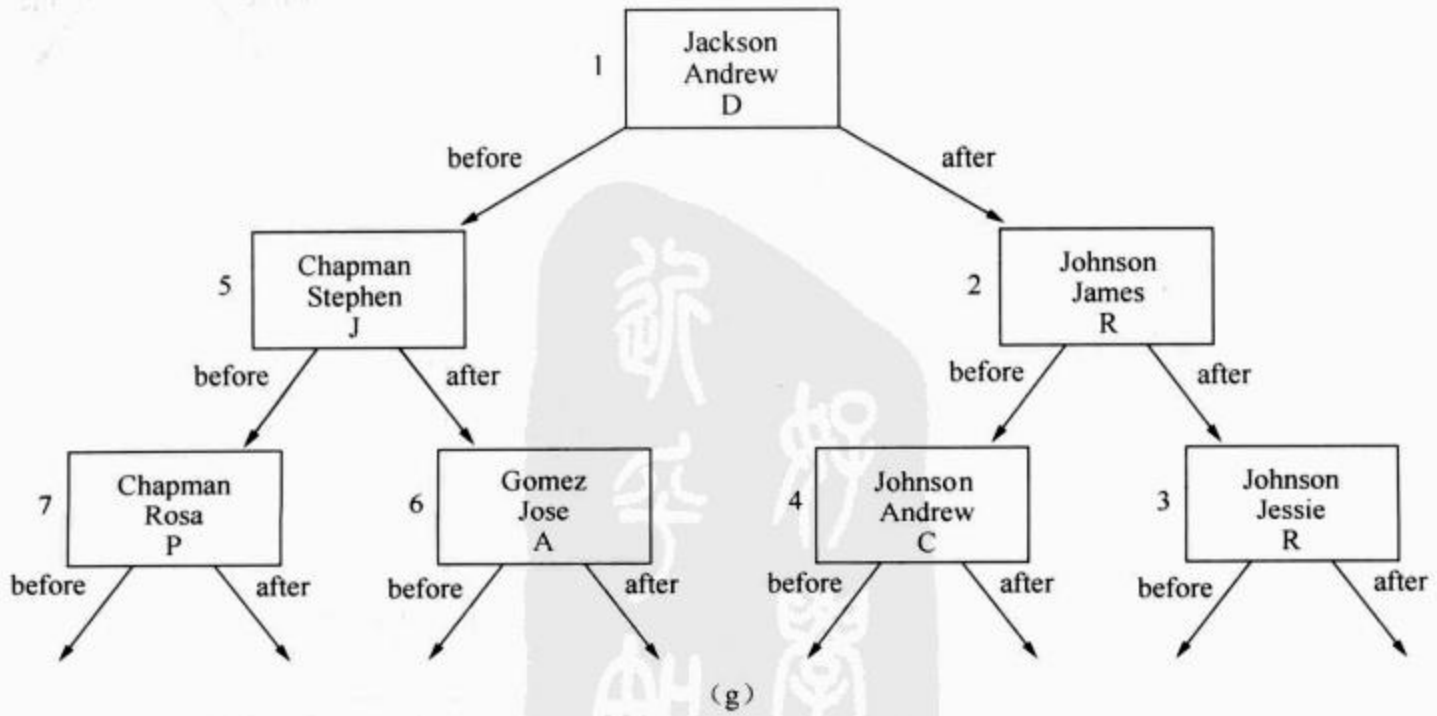 1
Jackson
Andrew
D
before
after
5
Chapman
Stephen
J
2
Johnson
James
R
before
after
before
after
7
Chapman
Rosa
P
6
Gomez
Jose
A
4
Johnson
Andrew
C
3
Johnson
Jessie
R
before
after
before
after
before
after
before
after
(g)